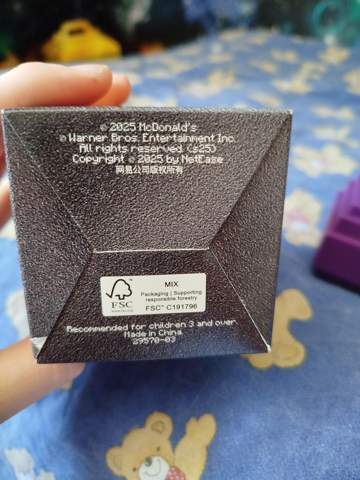 © 2025 McDonald's
© Warner Bros. Entertainment Inc.
All rights reserved. (s25)
Copyright © 2025 by NetEase
网易公司版权所有
FSC
www.fsc.org
MIX
Packaging | Supporting
responsible forestry
FSC™ C191796
Recommended for children 3 and over.
Made in China.
29570-03